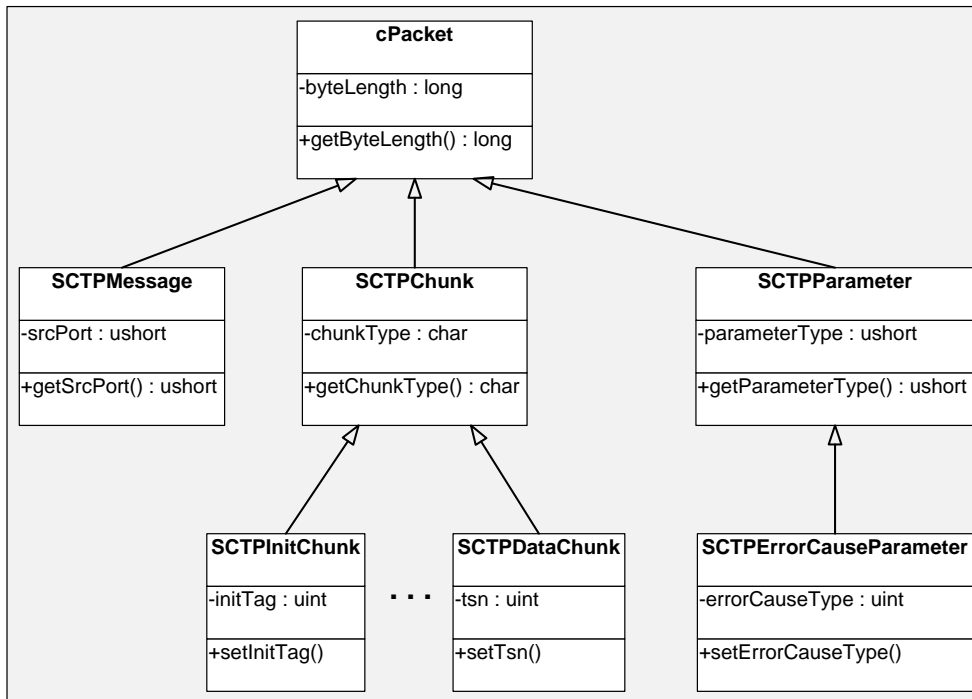 cPacket
-byteLength : long
+getByteLength() : long
SCTPMessage
-srcPort : ushort
+getSrcPort() : ushort
SCTPChunk
-chunkType : char
+getChunkType() : char
SCTPParameter
-parameterType : ushort
+getParameterType() : ushort
SCTPInitChunk
-initTag : uint
+setInitTag()
. . .
SCTPDataChunk
-tsn : uint
+setTsn()
SCTPErrorCauseParameter
-errorCauseType : uint
+setErrorCauseType()